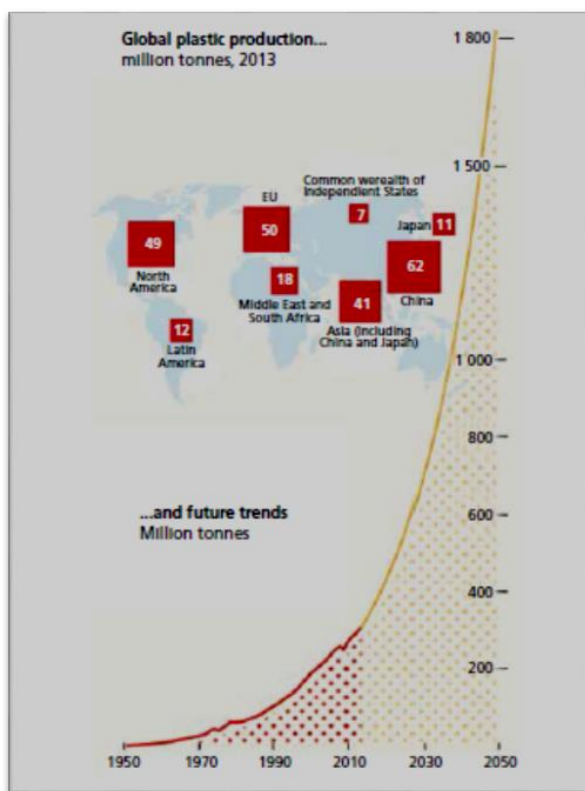 Global plastic production...
million tonnes, 2013
1 800
1 500
Common werealth of
Independent States
7
EU
50
Japan
11
49
North
America
18
Middle East and
South Africa
62
China
41
Asia (including
China and Japan)
12
Latin
America
1 000
800
...and future trends
Million tonnes
600
400
200
1950 1970 1990 2010 2030 2050